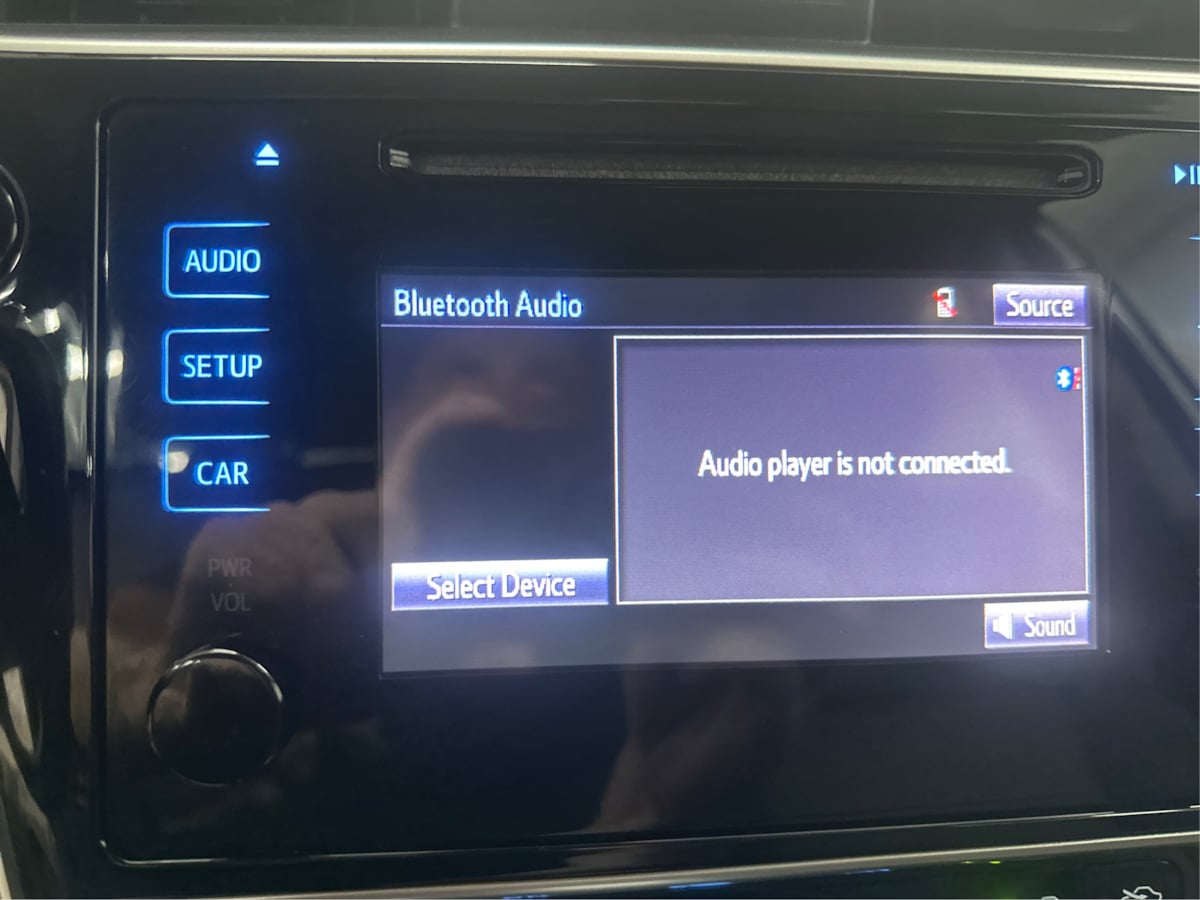 AUDIO
SETUP
CAR
PWR
VOL
Bluetooth Audio
Source
Audio player is not connected.
Select Device
Sound